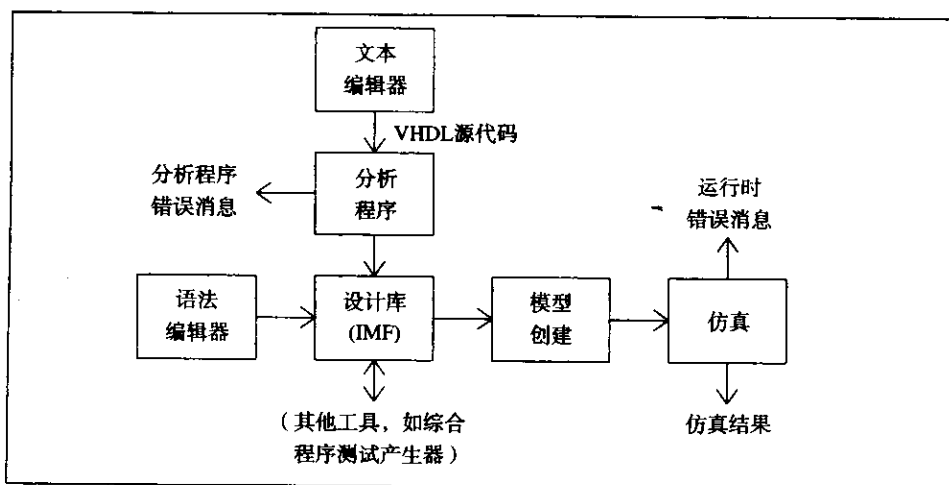 文本
编辑器
VHDL源代码
分析程序
错误消息
分析
程序
运行时
错误消息
语法
编辑器
设计库
(IMF)
模型
创建
仿真
(其他工具，如综合
程序测试产生器)
仿真结果